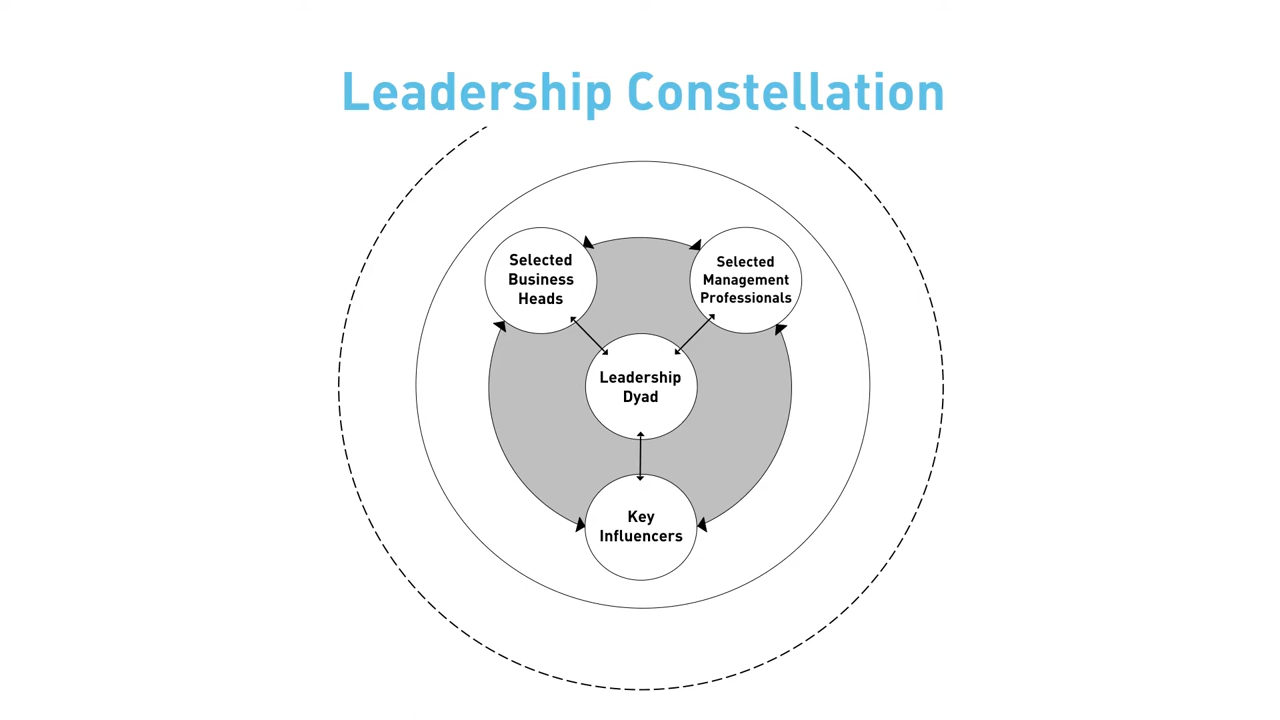 Leadership Constellation
Selected
Business
Heads
Selected
Management
Professionals
Leadership
Dyad
Key
Influencers